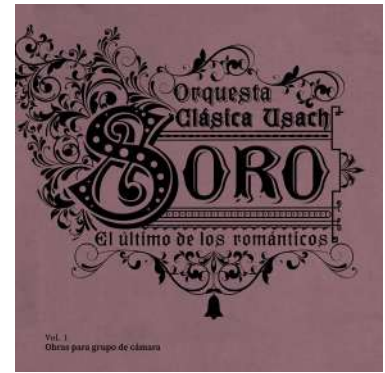 Orquesta
Clásica Usach
SORO
El último de los románticos
Vol. 1
Obras para grupo de cámara